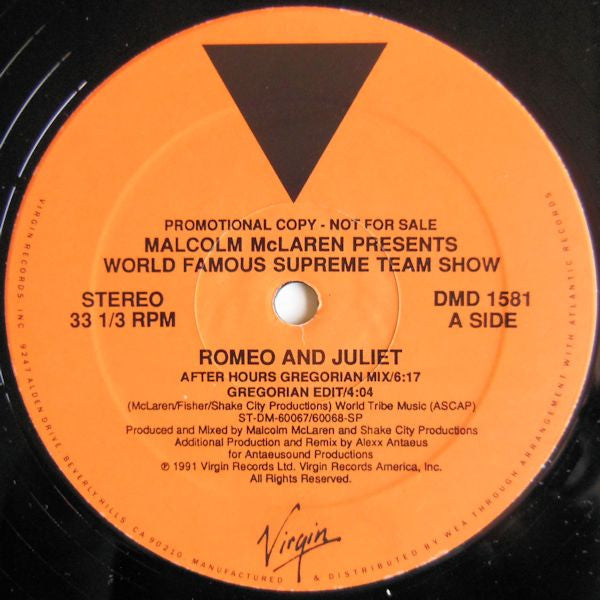 PROMOTIONAL COPY - NOT FOR SALE
MALCOLM McLAREN PRESENTS
WORLD FAMOUS SUPREME TEAM SHOW
STEREO
33 1/3 RPM
DMD 1581
A SIDE
ROMEO AND JULIET
AFTER HOURS GREGORIAN MIX/6:17
GREGORIAN EDIT/4:04
(McLaren/Fisher/Shake City Productions) World Tribe Music (ASCAP)
ST-DM-60067/60068-SP
Produced and Mixed by Malcolm McLaren and Shake City Productions
Additional Production and Remix by Alexx Antaeus
for Antaeusound Productions
℗ 1991 Virgin Records Ltd. Virgin Records America, Inc.
All Rights Reserved.
Virgin
VIRGIN RECORDS, INC. 9247 ALDEN DRIVE, BEVERLY HILLS, CA 90210. MANUFACTURED & DISTRIBUTED BY WEA THROUGH ARRANGEMENT WITH ATLANTIC RECORDS